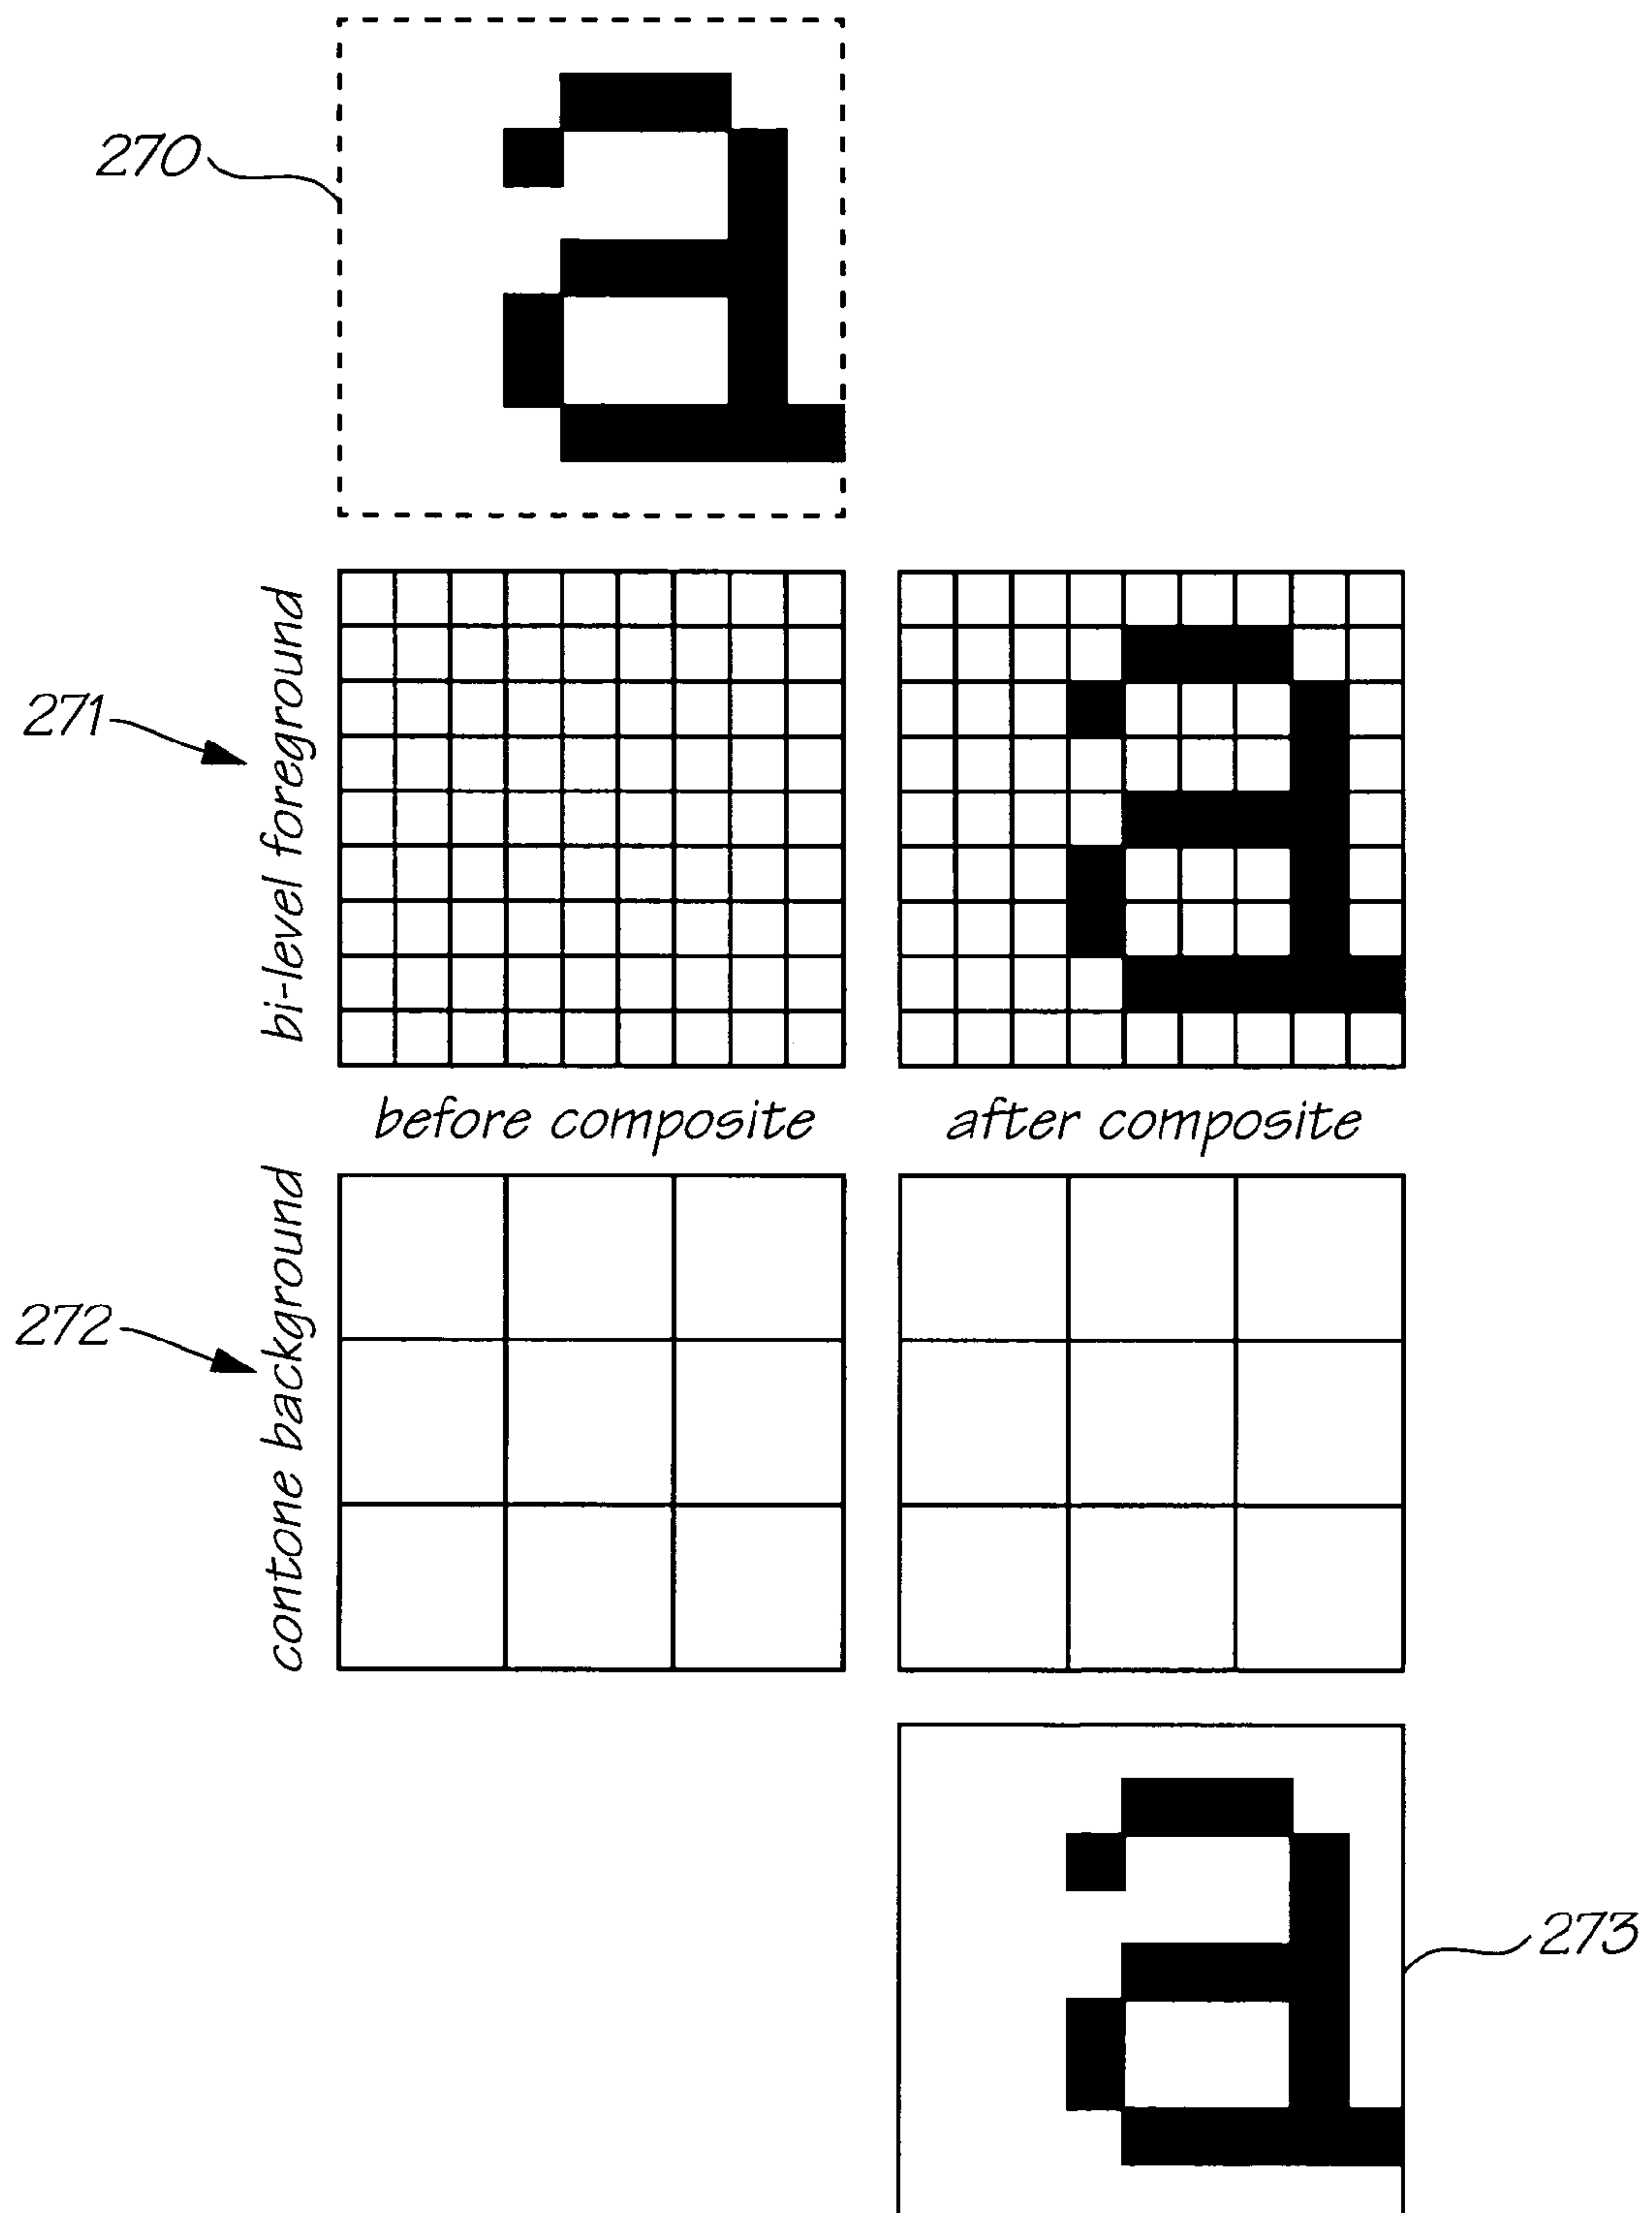 270
a
271
bi-level foreground
a
before composite
after composite
272
contone background
a
273